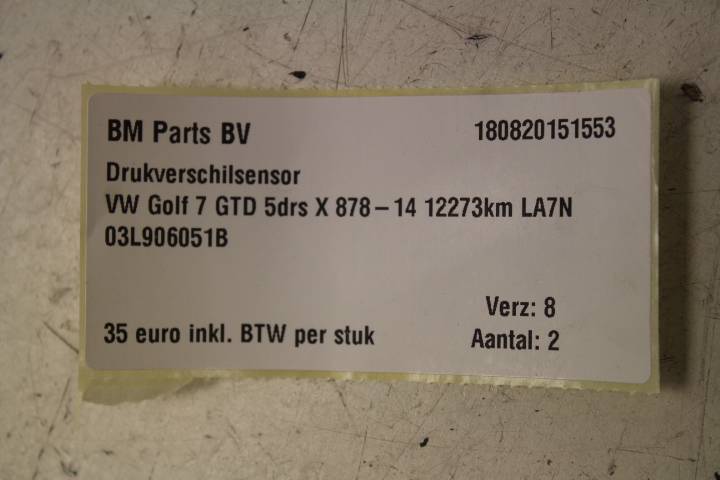 BM Parts BV 180820151553
Drukverschilsensor
VW Golf 7 GTD 5drs X 878-14 12273km LA7N
03L906051B
Verz: 8
35 euro inkl. BTW per stuk Aantal: 2